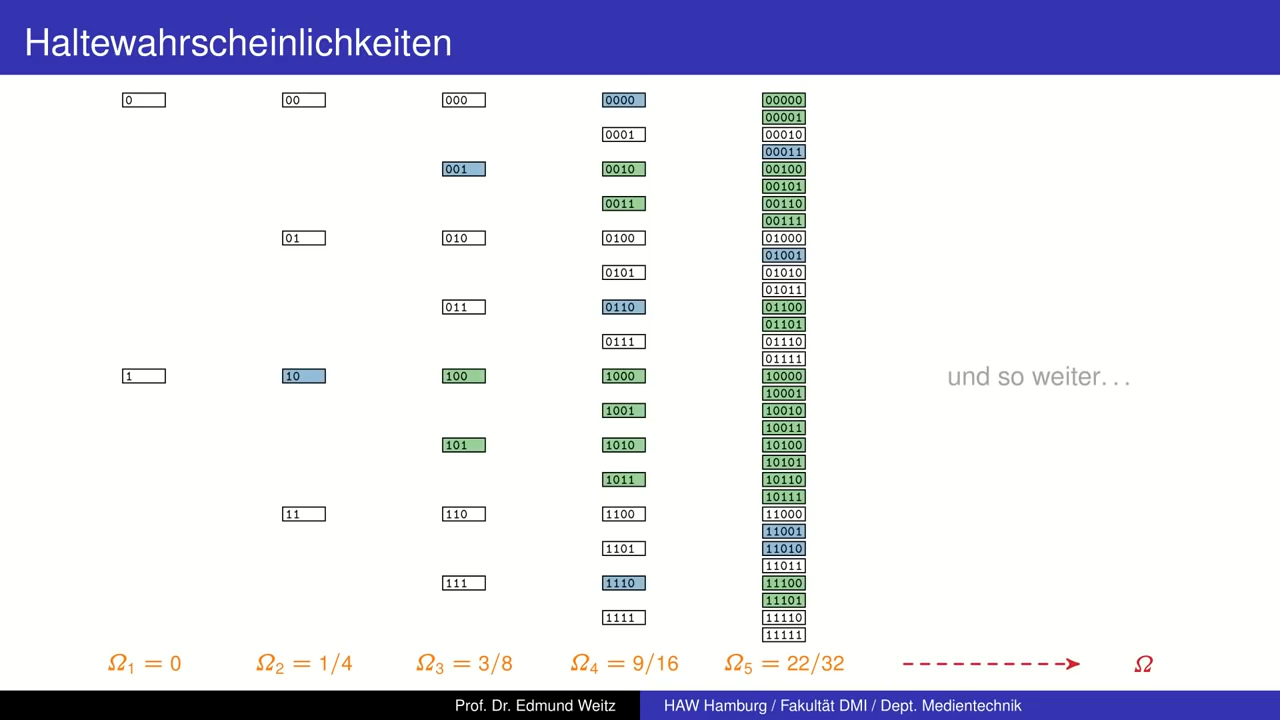 Haltewahrscheinlichkeiten
0 00 000 0000 00000
00001
0001 00010
00011
001 0010 00100
00101
0011 00110
00111
01 010 0100 01000
01001
0101 01010
01011
011 0110 01100
01101
0111 01110
01111
1 10 100 1000 10000 und so weiter...
10001
1001 10010
10011
101 1010 10100
10101
1011 10110
10111
11 110 1100 11000
11001
1101 11010
11011
111 1110 11100
11101
1111 11110
11111
Ω₁ = 0 Ω₂ = 1/4 Ω₃ = 3/8 Ω₄ = 9/16 Ω₅ = 22/32 Ω
Prof. Dr. Edmund Weitz HAW Hamburg / Fakultät DMI / Dept. Medientechnik